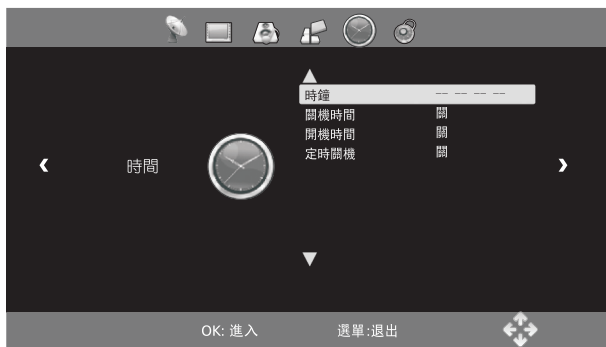 時鐘 -- -- -- --
關機時間 關
開機時間 關
定時關機 關
時間
OK: 進入 選單:退出